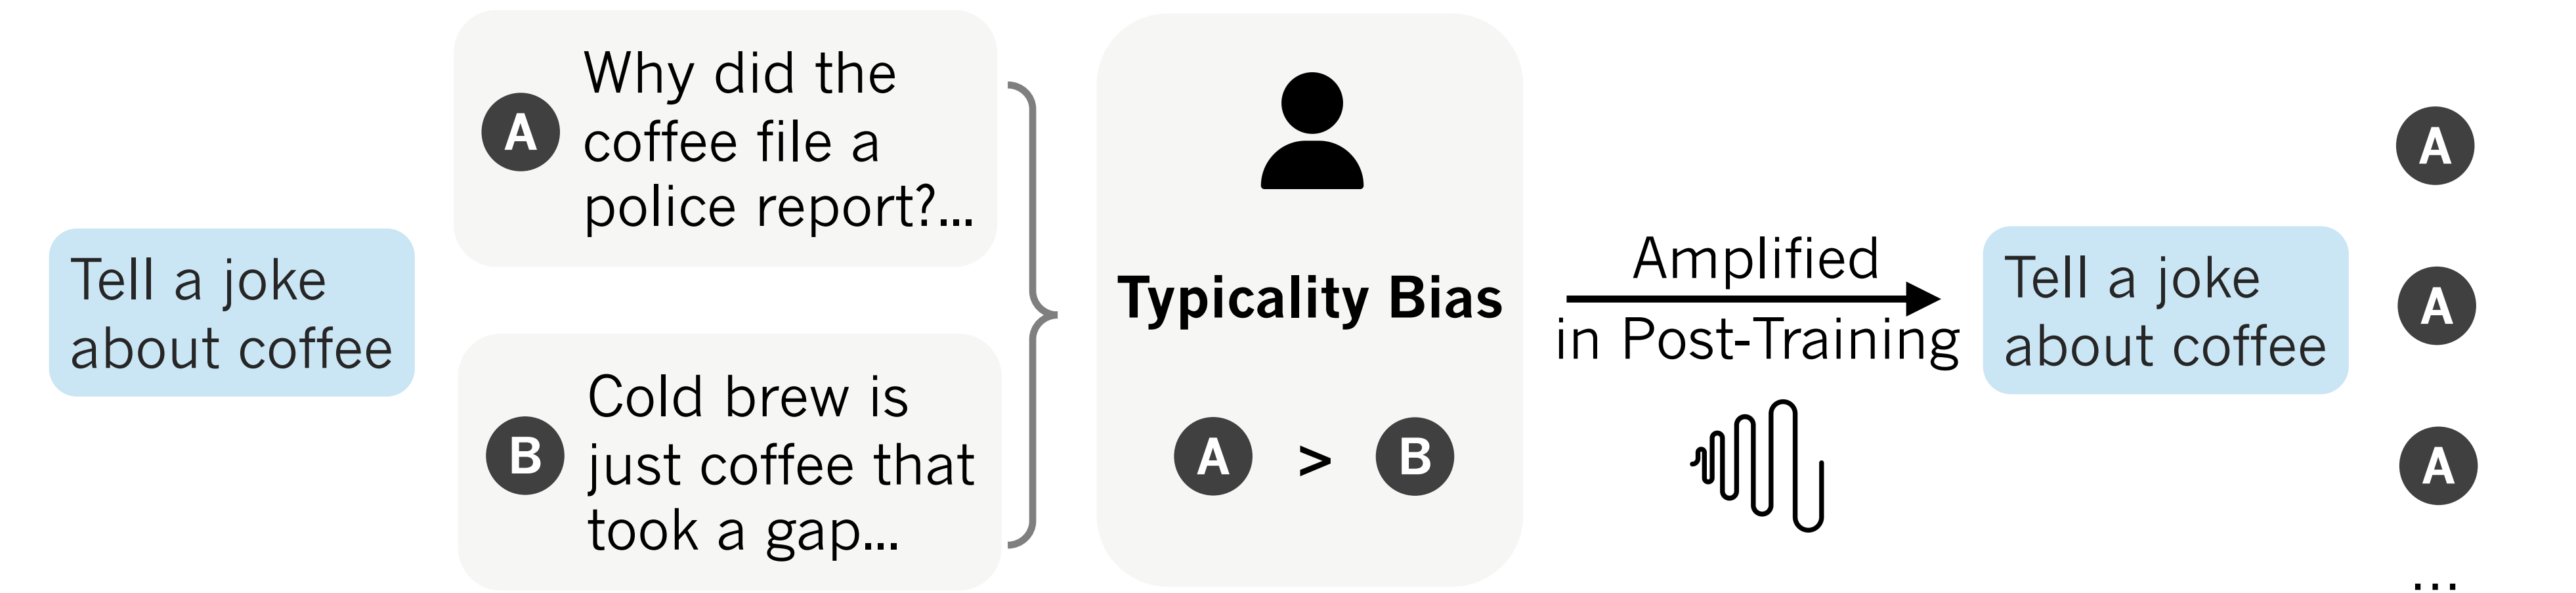 Tell a joke
about coffee
A
Why did the
coffee file a
police report?...
B
Cold brew is
just coffee that
took a gap...
Typicality Bias
A > B
Amplified
in Post-Training
Tell a joke
about coffee
A
A
A
...